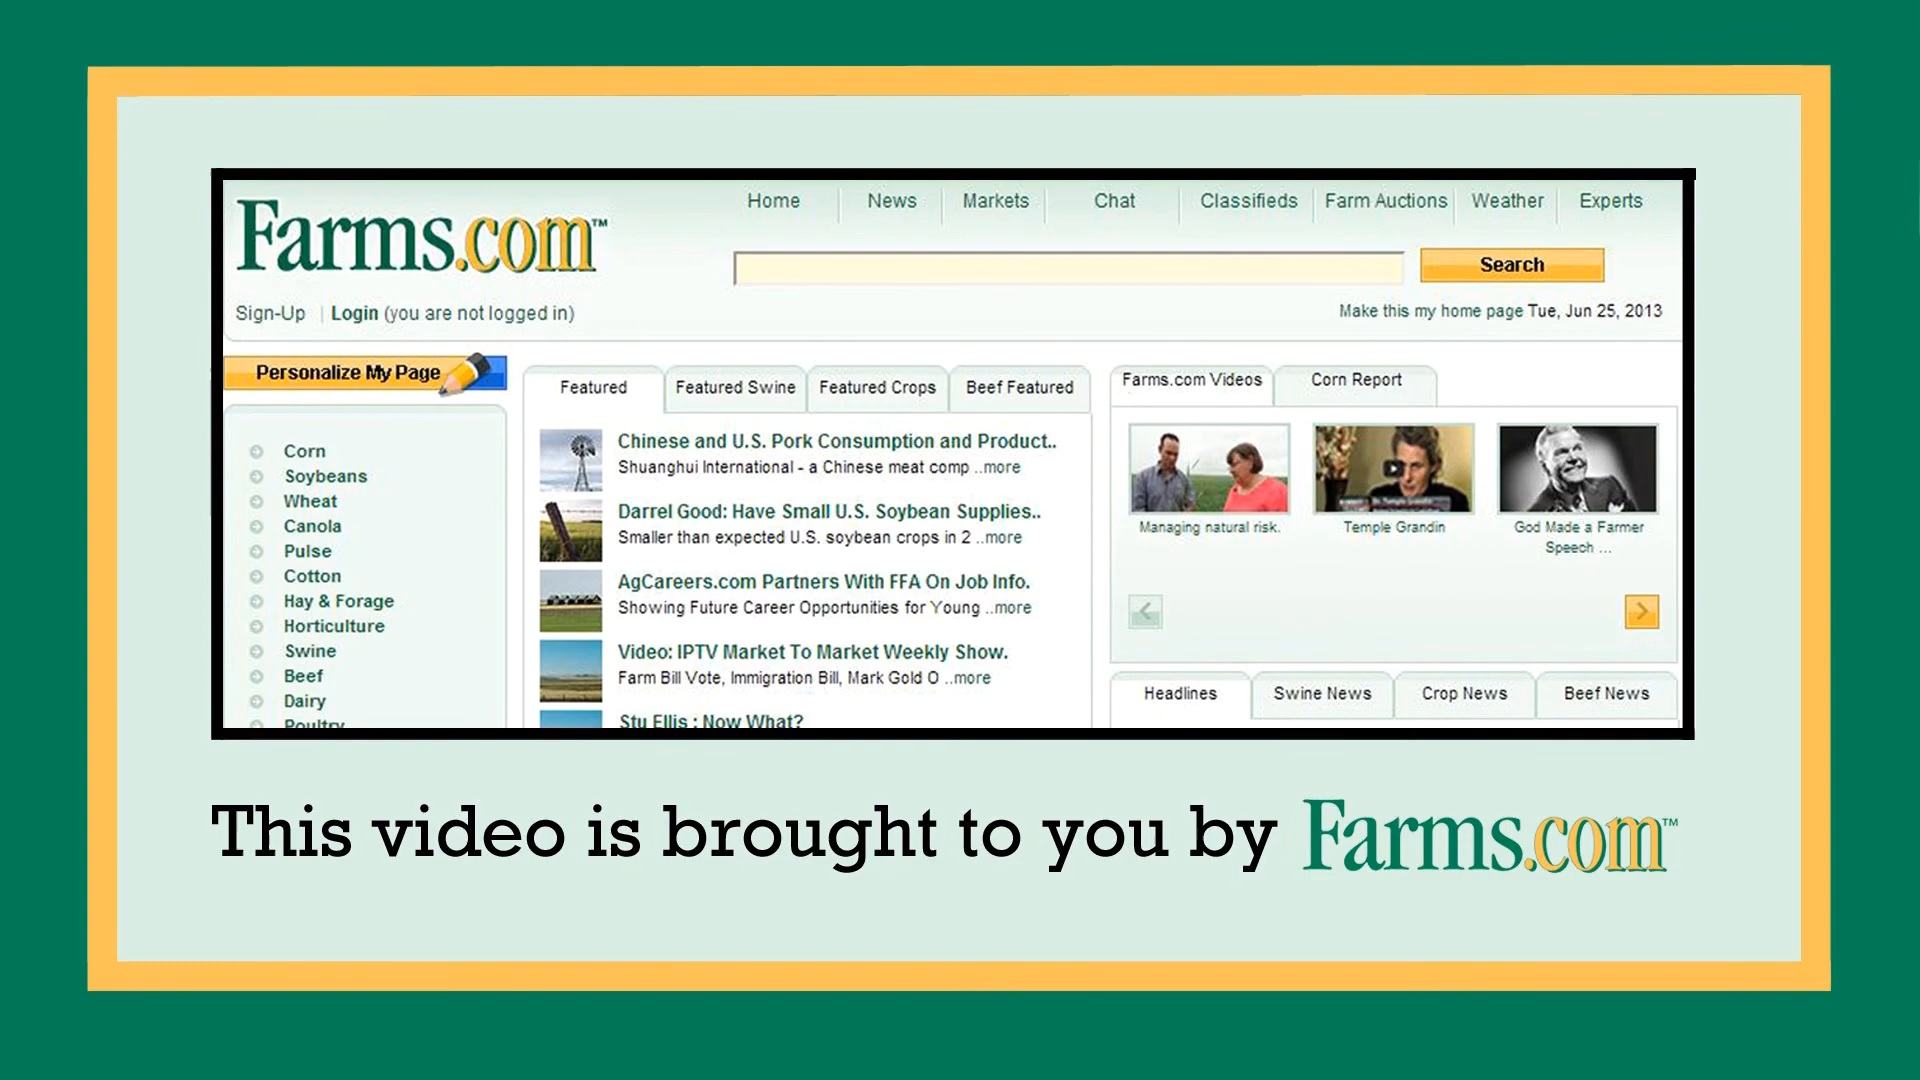 Farms.com™
Home News Markets Chat Classifieds Farm Auctions Weather Experts
Search
Sign-Up | Login (you are not logged in)
Make this my home page Tue, Jun 25, 2013
Personalize My Page
Corn
Soybeans
Wheat
Canola
Pulse
Cotton
Hay & Forage
Horticulture
Swine
Beef
Dairy
Poultry
Featured Featured Swine Featured Crops Beef Featured
Chinese and U.S. Pork Consumption and Product..
Shuanghui International - a Chinese meat comp ..more
Darrel Good: Have Small U.S. Soybean Supplies..
Smaller than expected U.S. soybean crops in 2 ..more
AgCareers.com Partners With FFA On Job Info.
Showing Future Career Opportunities for Young ..more
Video: IPTV Market To Market Weekly Show.
Farm Bill Vote, Immigration Bill, Mark Gold O ..more
Stu Ellis : Now What?
Farms.com Videos Corn Report
Managing natural risk.
Temple Grandin
God Made a Farmer
Speech ...
Headlines Swine News Crop News Beef News
This video is brought to you by Farms.com™